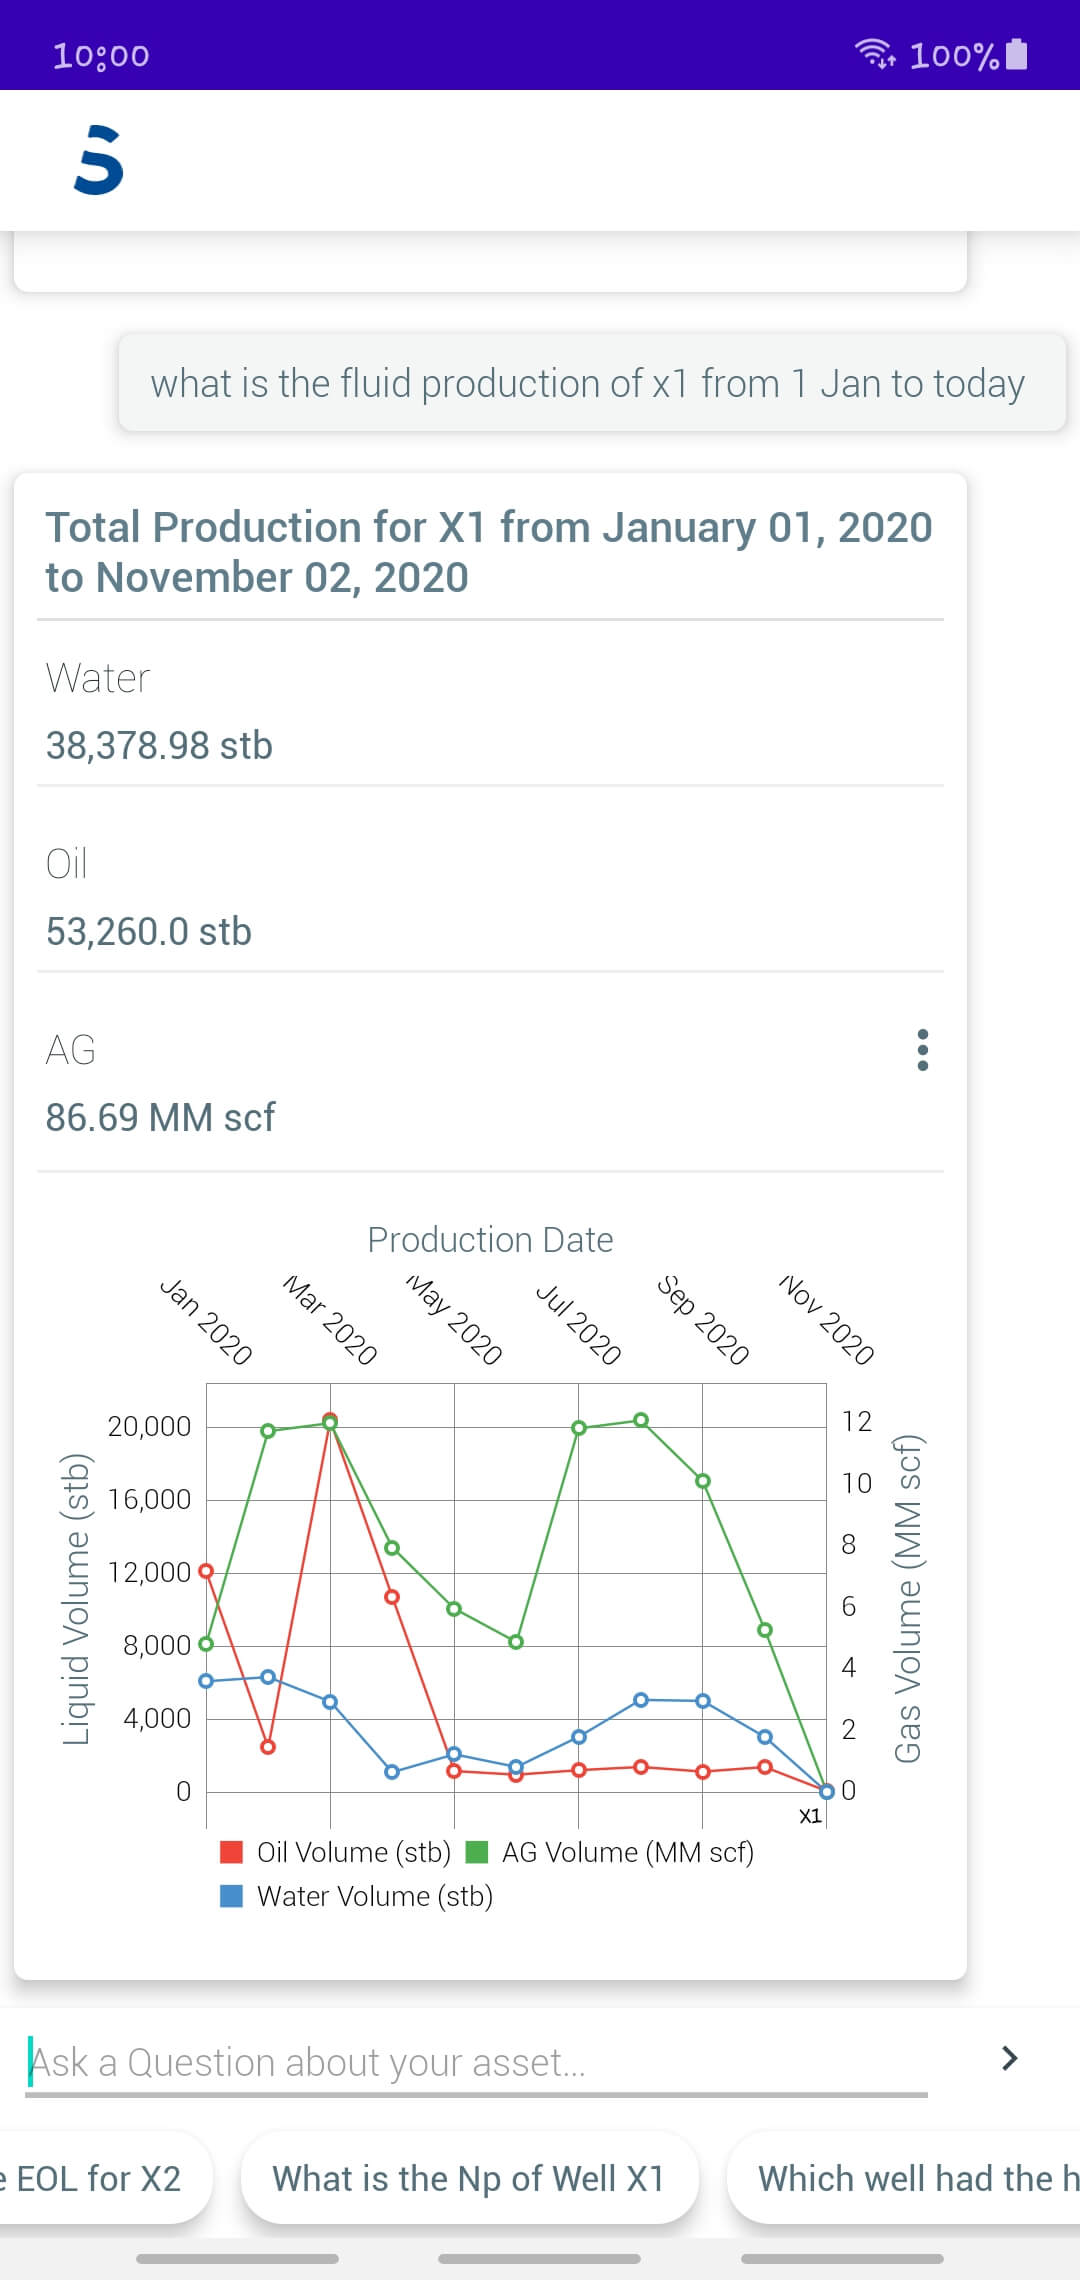 10:00
100%
S
what is the fluid production of x1 from 1 Jan to today
Total Production for X1 from January 01, 2020
to November 02, 2020
Water
38,378.98 stb
Oil
53,260.0 stb
AG
86.69 MM scf
Production Date
Jan 2020
Mar 2020
May 2020
Jul 2020
Sep 2020
Nov 2020
Liquid Volume (stb)
20,000
16,000
12,000
8,000
4,000
0
12
10
8
6
4
2
0
Gas Volume (MM scf)
X1
Oil Volume (stb)
AG Volume (MM scf)
Water Volume (stb)
Ask a Question about your asset...
EOL for X2
What is the Np of Well X1
Which well had the h